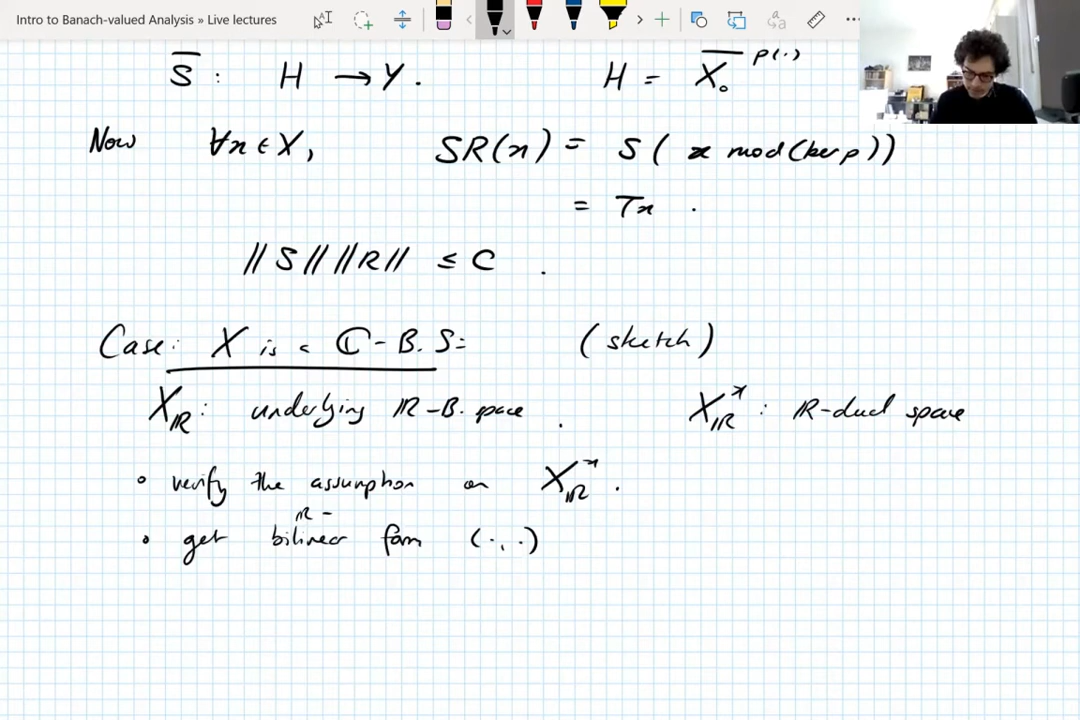 Intro to Banach-valued Analysis » Live lectures
S̅ : H → Y. H = X̅₀ᵖ⁽·⁾
Now ∀x ∈ X, SR(x) = S( x mod(ker p))
= Tx .
||S|| ||R|| ≤ C .
Case: X is a ℂ-B.S: (sketch)
X_ℝ : underlying ℝ-B. space . X_ℝ^* : ℝ-dual space
• verify the assumption on X_ℝ^* .
• get ℝ-bilinear form (·,·)